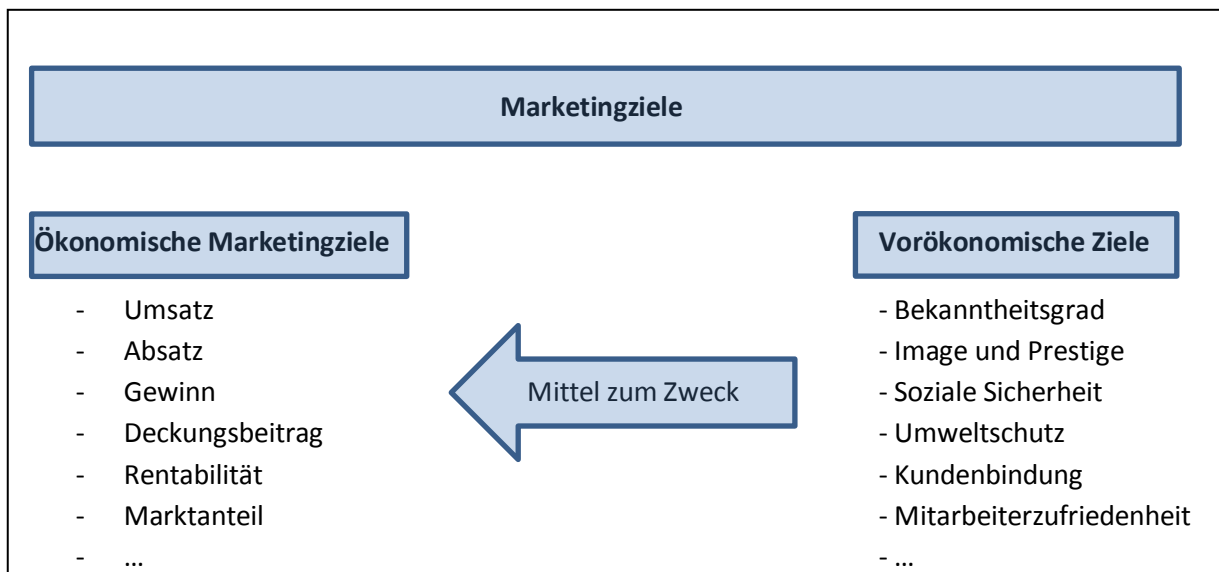 Marketingziele
Ökonomische Marketingziele
- Umsatz
- Absatz
- Gewinn
- Deckungsbeitrag
- Rentabilität
- Marktanteil
- ...
Mittel zum Zweck
Vorökonomische Ziele
- Bekanntheitsgrad
- Image und Prestige
- Soziale Sicherheit
- Umweltschutz
- Kundenbindung
- Mitarbeiterzufriedenheit
- ...